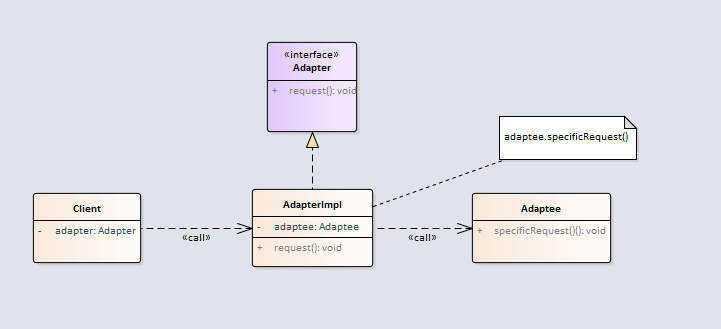 «interface»
Adapter
+ request(): void
adaptee.specificRequest()
Client
- adapter: Adapter
«call»
AdapterImpl
- adaptee: Adaptee
+ request(): void
«call»
Adaptee
+ specificRequest()(): void